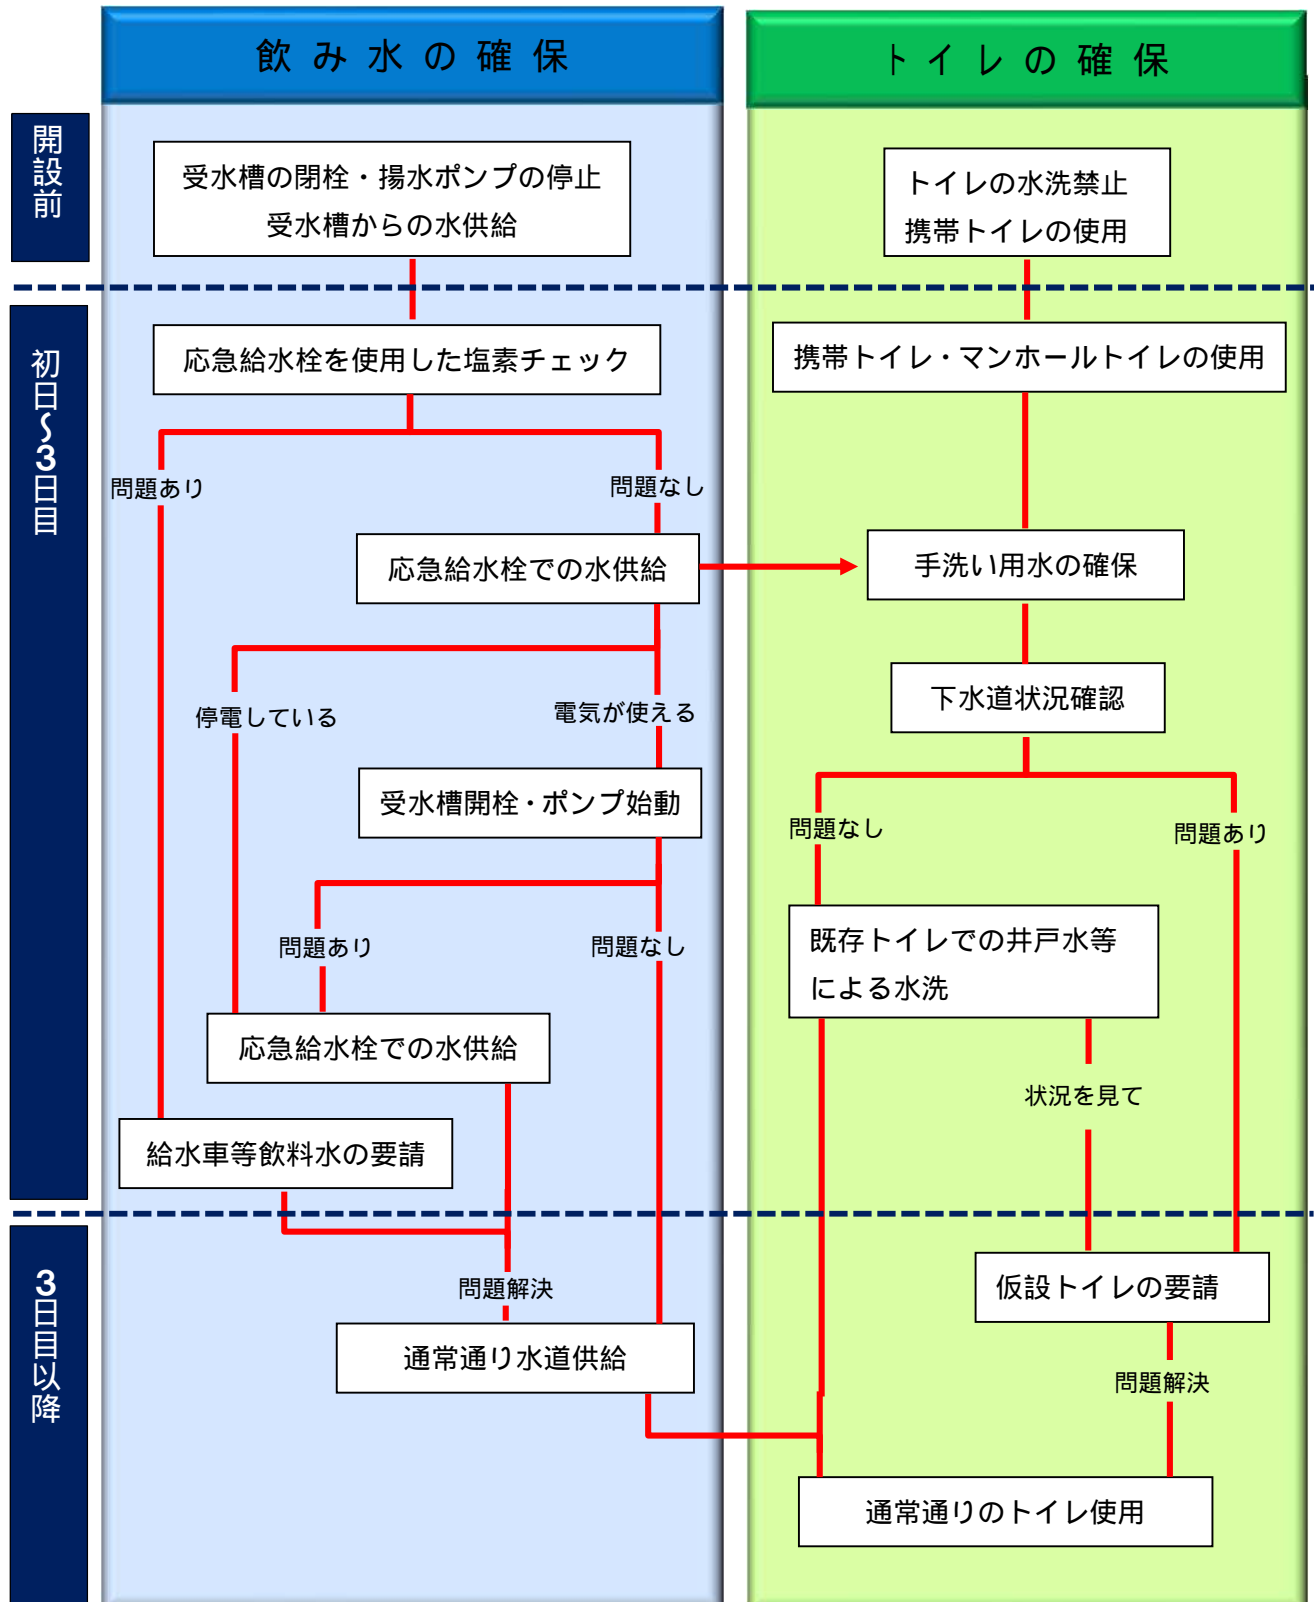 飲み水の確保
トイレの確保
開設前
受水槽の閉栓・揚水ポンプの停止
受水槽からの水供給
トイレの水洗禁止
携帯トイレの使用
初日~3日目
応急給水栓を使用した塩素チェック
携帯トイレ・マンホールトイレの使用
問題あり
問題なし
応急給水栓での水供給
手洗い用水の確保
下水道状況確認
停電している
電気が使える
受水槽開栓・ポンプ始動
問題なし
問題あり
問題あり
問題なし
既存トイレでの井戸水等
による水洗
応急給水栓での水供給
状況を見て
給水車等飲料水の要請
3日目以降
問題解決
仮設トイレの要請
通常通り水道供給
問題解決
通常通りのトイレ使用